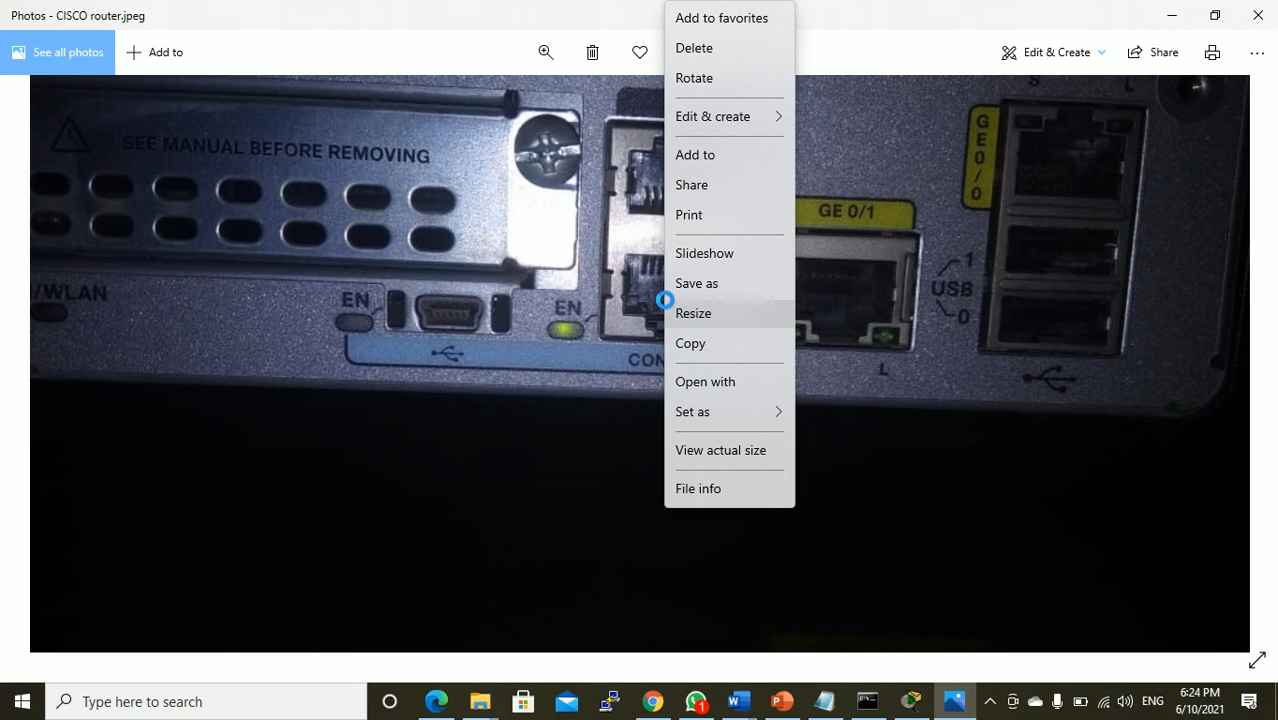 Photos - CISCO router.jpeg
See all photos
Add to
Edit & Create
Share
Add to favorites
Delete
Rotate
Edit & create
Add to
Share
Print
Slideshow
Save as
Resize
Copy
Open with
Set as
View actual size
File info
SEE MANUAL BEFORE REMOVING
/WLAN
EN
EN
CON
GE 0/1
L
S
L
GE0/0
1
USB
0
Type here to search
1
ENG
6:24 PM
6/10/2021